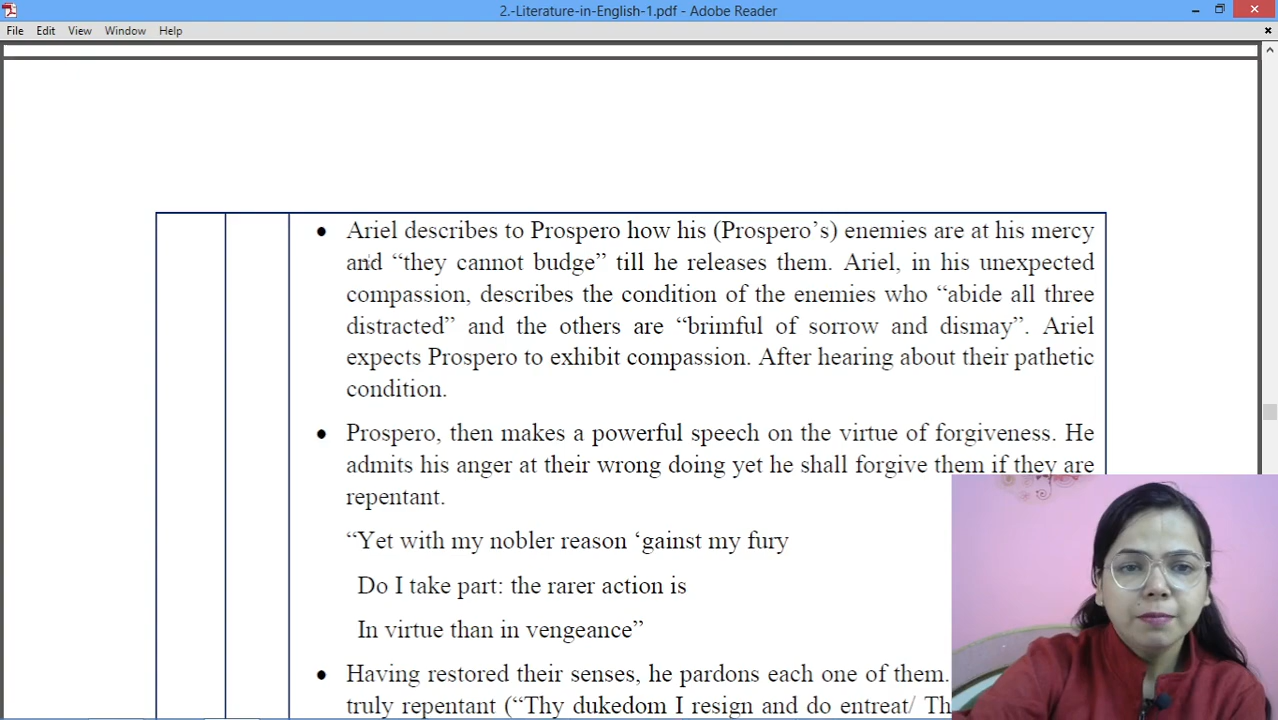 2.-Literature-in-English-1.pdf - Adobe Reader
File Edit View Window Help
• Ariel describes to Prospero how his (Prospero’s) enemies are at his mercy
and “they cannot budge” till he releases them. Ariel, in his unexpected
compassion, describes the condition of the enemies who “abide all three
distracted” and the others are “brimful of sorrow and dismay”. Ariel
expects Prospero to exhibit compassion. After hearing about their pathetic
condition.
• Prospero, then makes a powerful speech on the virtue of forgiveness. He
admits his anger at their wrong doing yet he shall forgive them if they are
repentant.
“Yet with my nobler reason ‘gainst my fury
Do I take part: the rarer action is
In virtue than in vengeance”
• Having restored their senses, he pardons each one of them.
truly repentant (“Thy dukedom I resign and do entreat/ Th